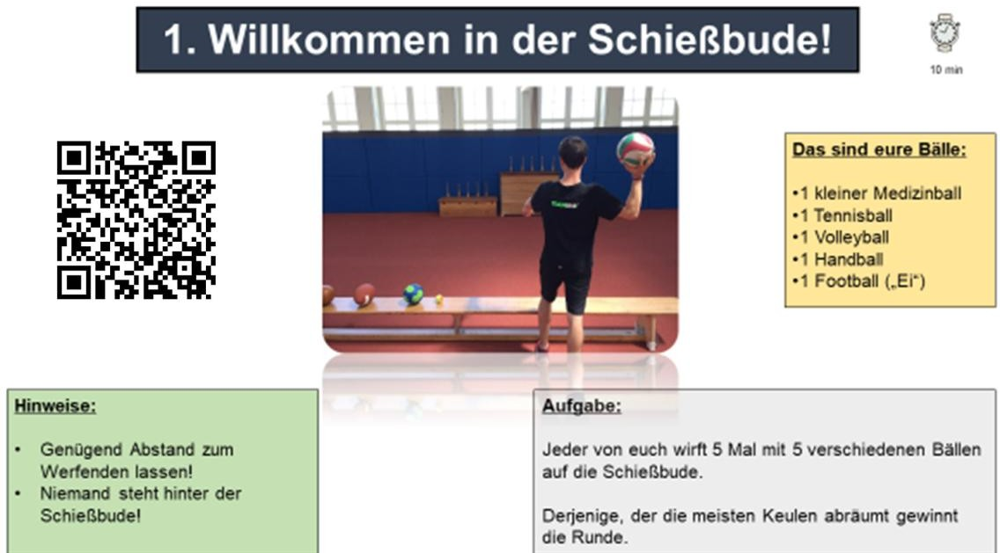 1. Willkommen in der Schießbude!
10 min
Das sind eure Bälle:
•1 kleiner Medizinball
•1 Tennisball
•1 Volleyball
•1 Handball
•1 Football („Ei“)
Hinweise:
• Genügend Abstand zum
Werfenden lassen!
• Niemand steht hinter der
Schießbude!
Aufgabe:
Jeder von euch wirft 5 Mal mit 5 verschiedenen Bällen
auf die Schießbude.
Derjenige, der die meisten Keulen abräumt gewinnt
die Runde.